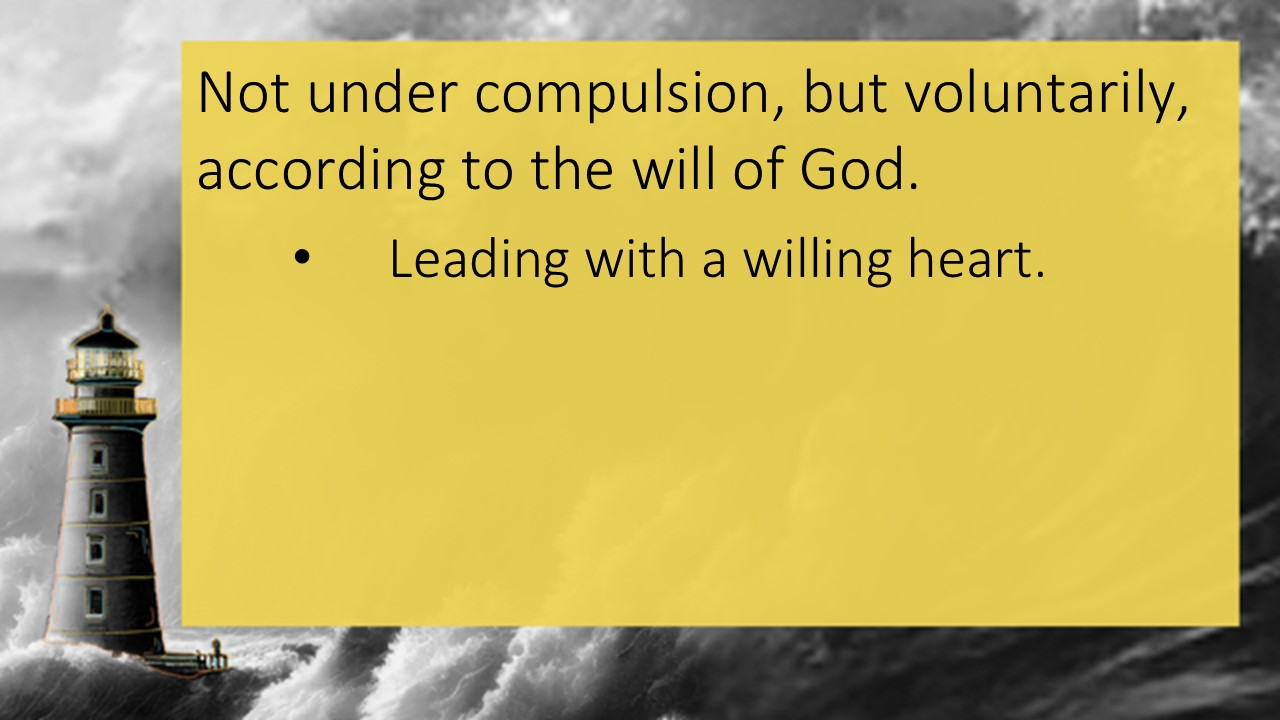 Not under compulsion, but voluntarily,
according to the will of God.
• Leading with a willing heart.